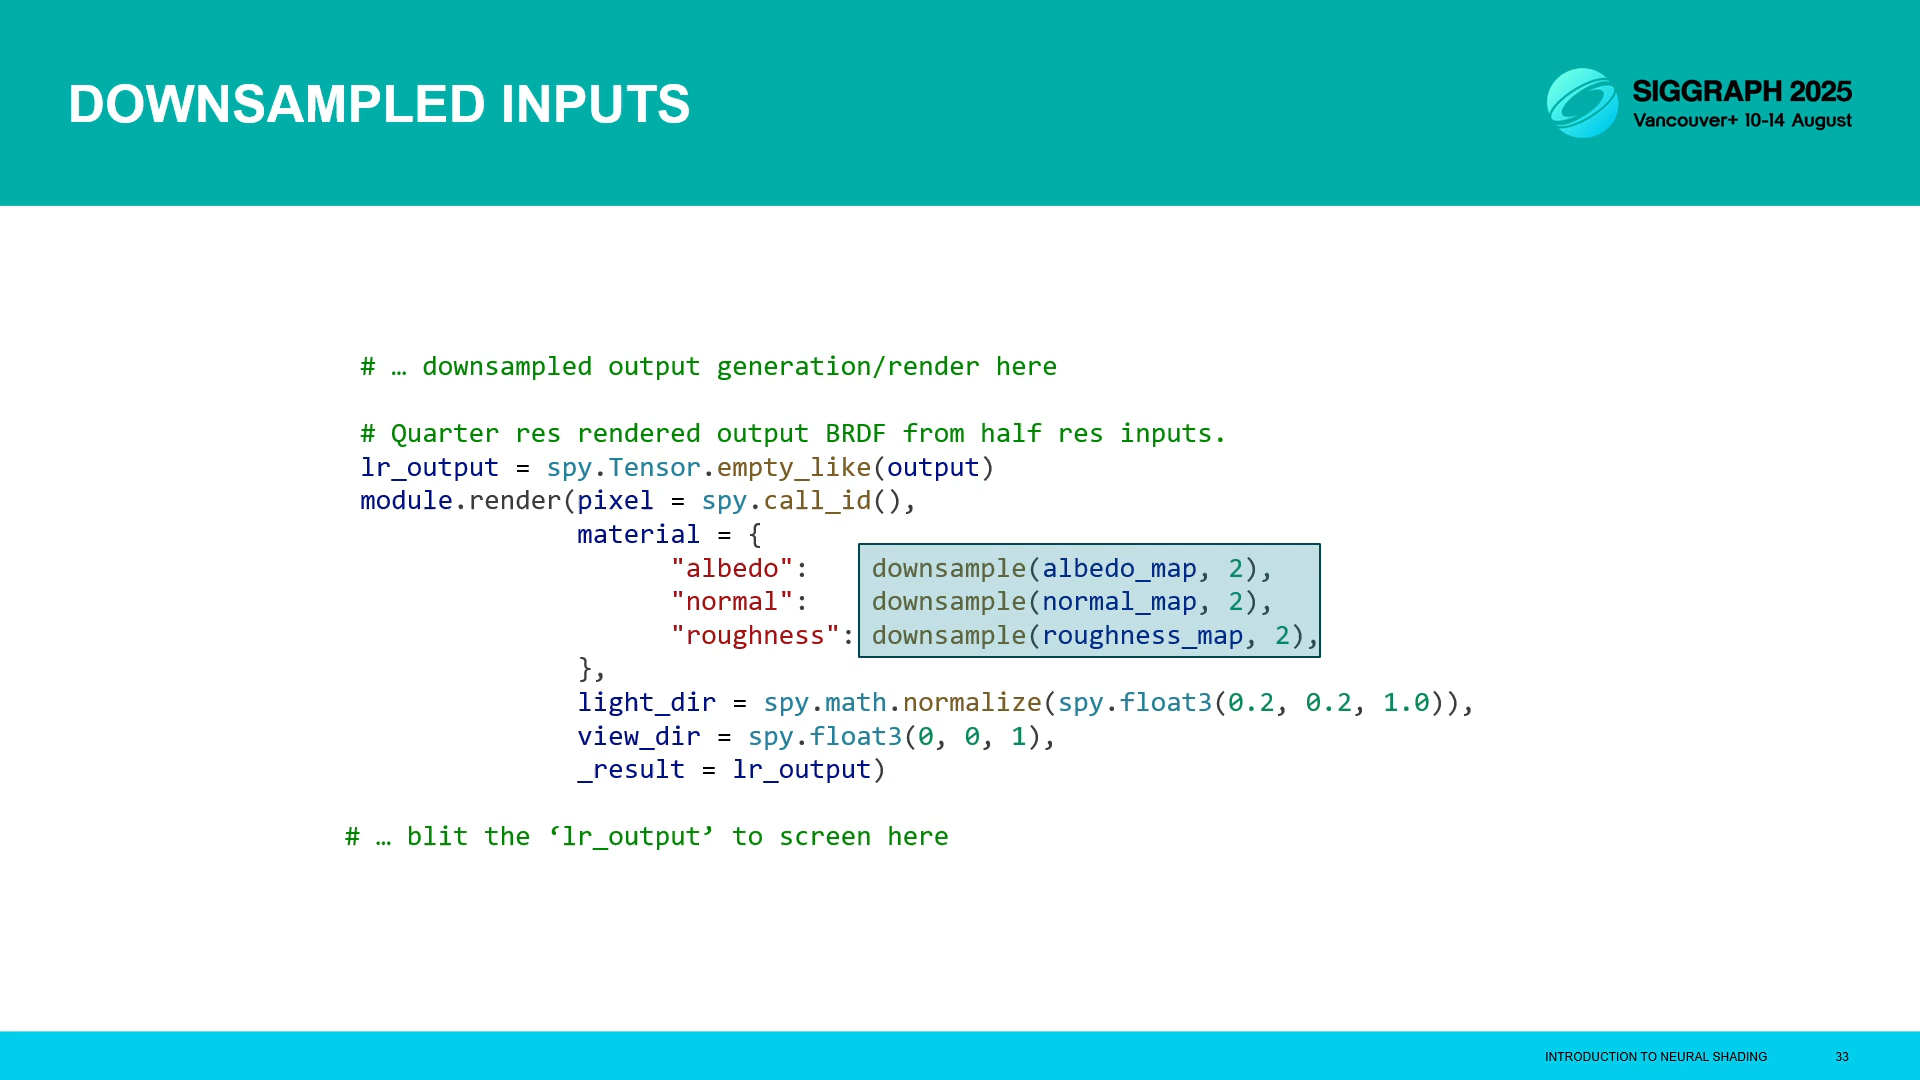 DOWNSAMPLED INPUTS
SIGGRAPH 2025
Vancouver+ 10-14 August
# … downsampled output generation/render here
# Quarter res rendered output BRDF from half res inputs.
lr_output = spy.Tensor.empty_like(output)
module.render(pixel = spy.call_id(),
material = {
"albedo": downsample(albedo_map, 2),
"normal": downsample(normal_map, 2),
"roughness": downsample(roughness_map, 2),
},
light_dir = spy.math.normalize(spy.float3(0.2, 0.2, 1.0)),
view_dir = spy.float3(0, 0, 1),
_result = lr_output)
# … blit the ‘lr_output’ to screen here
INTRODUCTION TO NEURAL SHADING 33